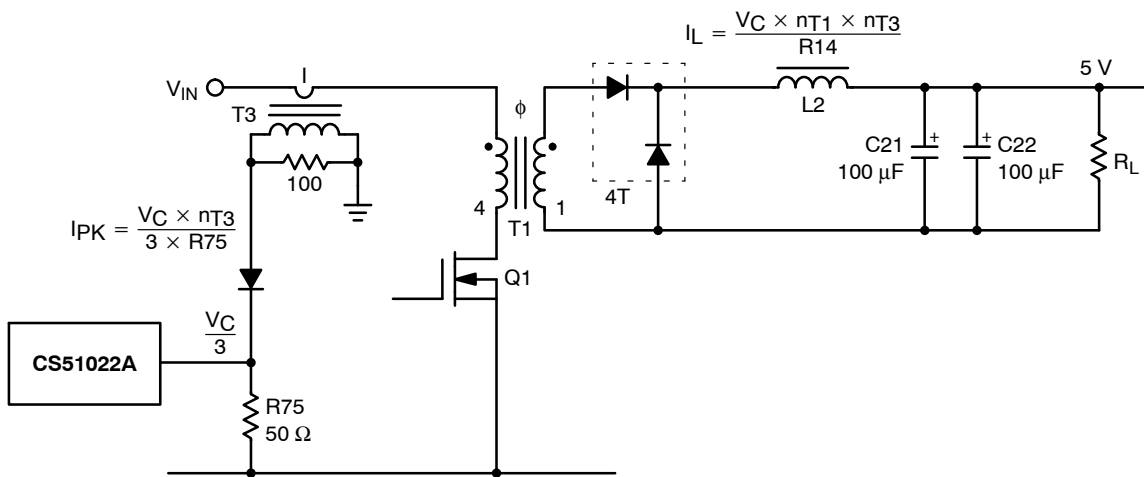 I_L = V_C × n_T1 × n_T3 / R14
V_IN
I
T3
100
I_PK = V_C × n_T3 / 3 × R75
V_C / 3
CS51022A
R75
50 Ω
ϕ
4
T1
1
Q1
4T
L2
5 V
C21
100 μF
+
C22
100 μF
+
R_L